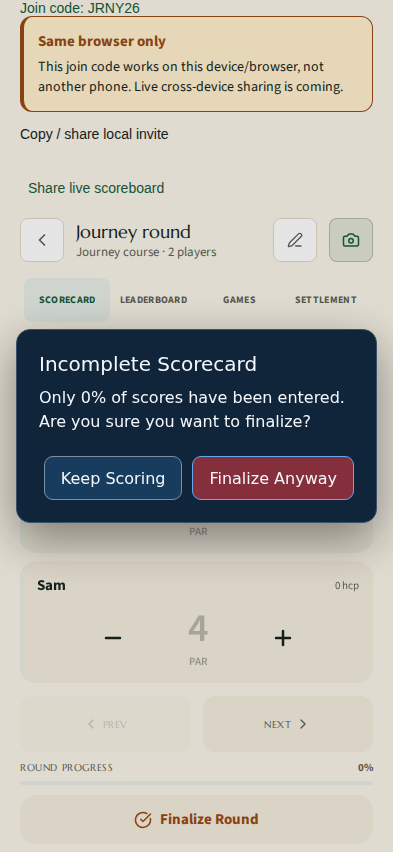 Join code: JRNY26
Same browser only
This join code works on this device/browser, not
another phone. Live cross-device sharing is coming.
Copy / share local invite
Share live scoreboard
Journey round
Journey course · 2 players
SCORECARD LEADERBOARD GAMES SETTLEMENT
Incomplete Scorecard
Only 0% of scores have been entered.
Are you sure you want to finalize?
Keep Scoring Finalize Anyway
PAR
Sam 0 hcp
− 4 +
PAR
PREV NEXT
ROUND PROGRESS 0%
Finalize Round